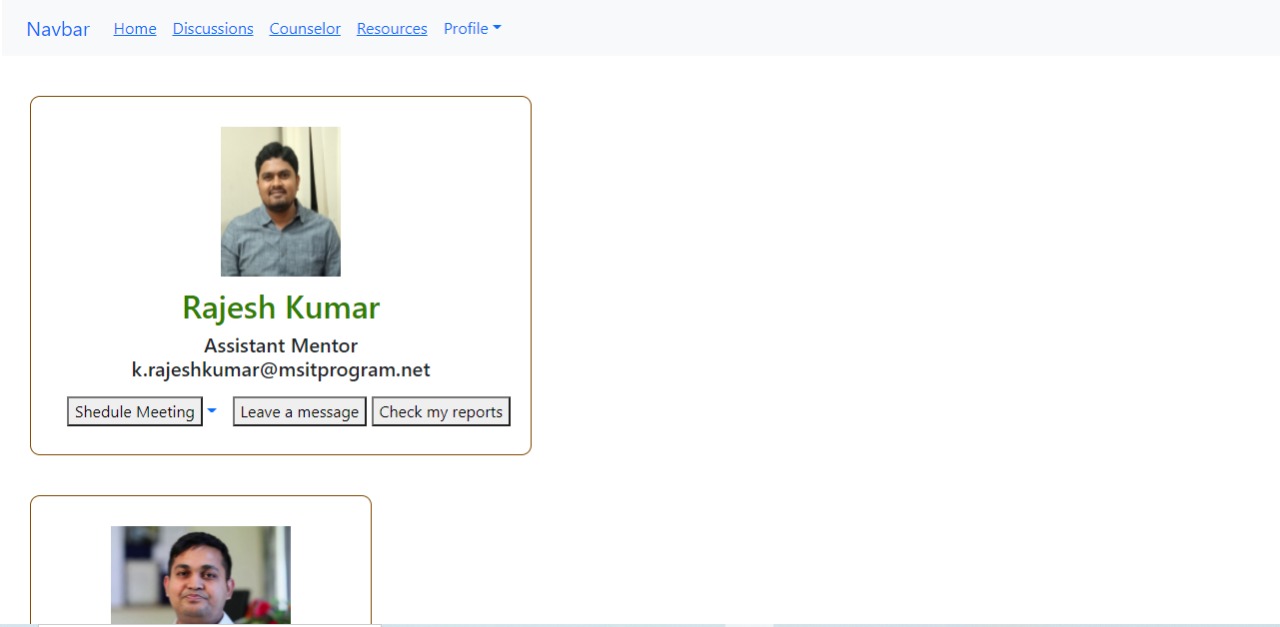 Navbar Home Discussions Counselor Resources Profile
Rajesh Kumar
Assistant Mentor
k.rajeshkumar@msitprogram.net
Shedule Meeting Leave a message Check my reports